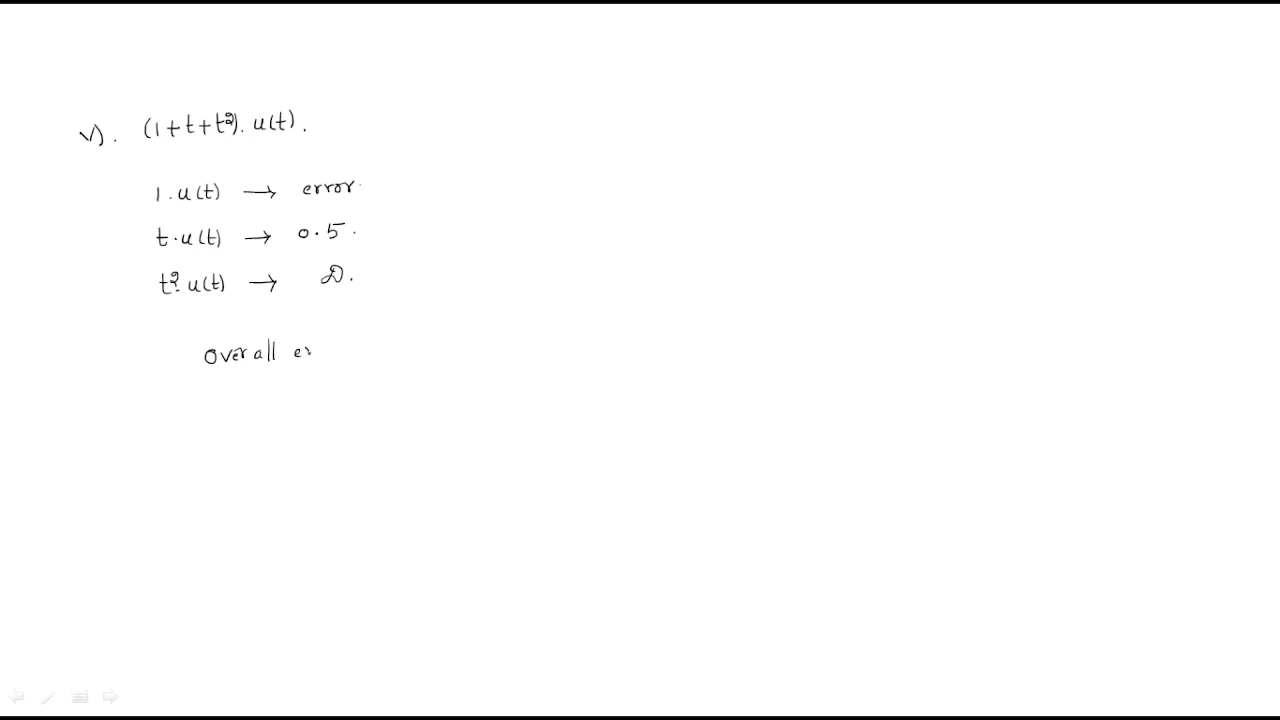 v). (1+t+t²). u(t).
1.u(t) → error.
t.u(t) → 0.5.
t².u(t) →
Overall